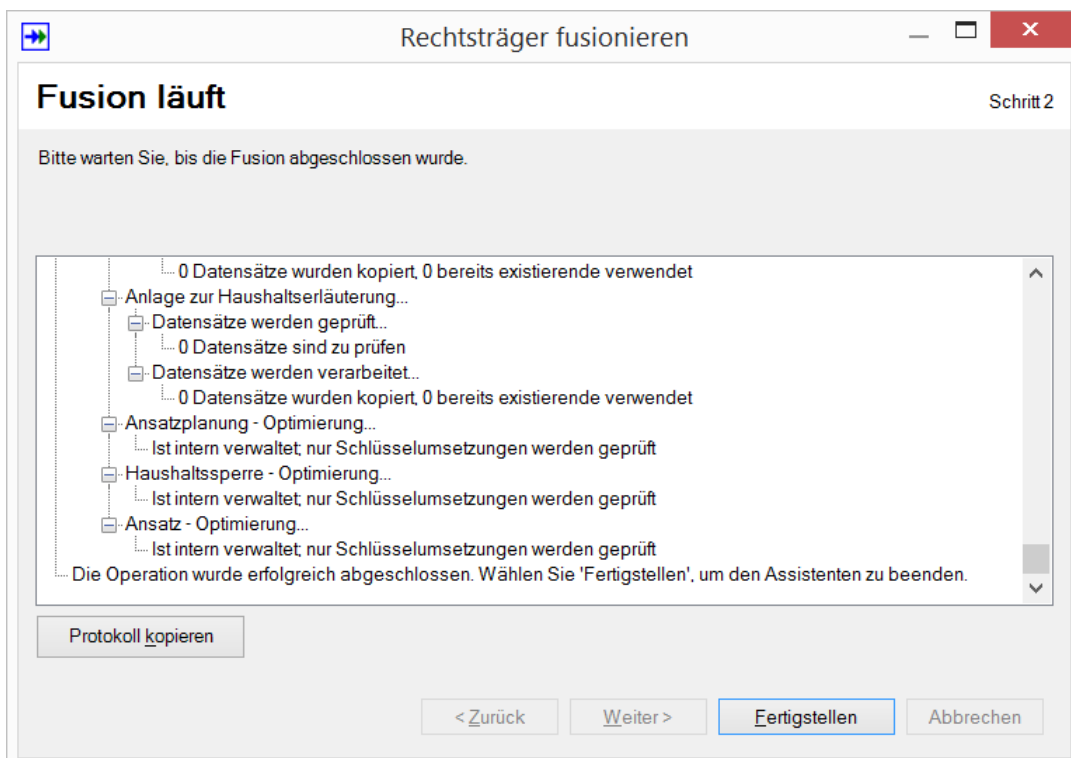 Rechtsträger fusionieren
Fusion läuft
Schritt 2
Bitte warten Sie, bis die Fusion abgeschlossen wurde.
0 Datensätze wurden kopiert, 0 bereits existierende verwendet
Anlage zur Haushaltserläuterung...
Datensätze werden geprüft...
0 Datensätze sind zu prüfen
Datensätze werden verarbeitet...
0 Datensätze wurden kopiert, 0 bereits existierende verwendet
Ansatzplanung - Optimierung...
Ist intern verwaltet; nur Schlüsselumsetzungen werden geprüft
Haushaltssperre - Optimierung...
Ist intern verwaltet; nur Schlüsselumsetzungen werden geprüft
Ansatz - Optimierung...
Ist intern verwaltet; nur Schlüsselumsetzungen werden geprüft
Die Operation wurde erfolgreich abgeschlossen. Wählen Sie 'Fertigstellen', um den Assistenten zu beenden.
Protokoll kopieren
< Zurück
Weiter >
Fertigstellen
Abbrechen